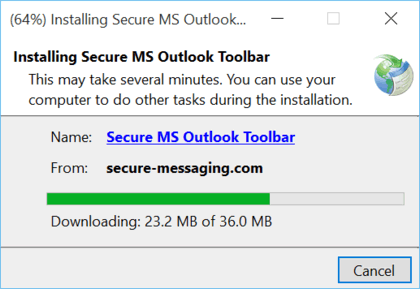 (64%) Installing Secure MS Outlook...
Installing Secure MS Outlook Toolbar
This may take several minutes. You can use your
computer to do other tasks during the installation.
Name: Secure MS Outlook Toolbar
From: secure-messaging.com
Downloading: 23.2 MB of 36.0 MB
Cancel